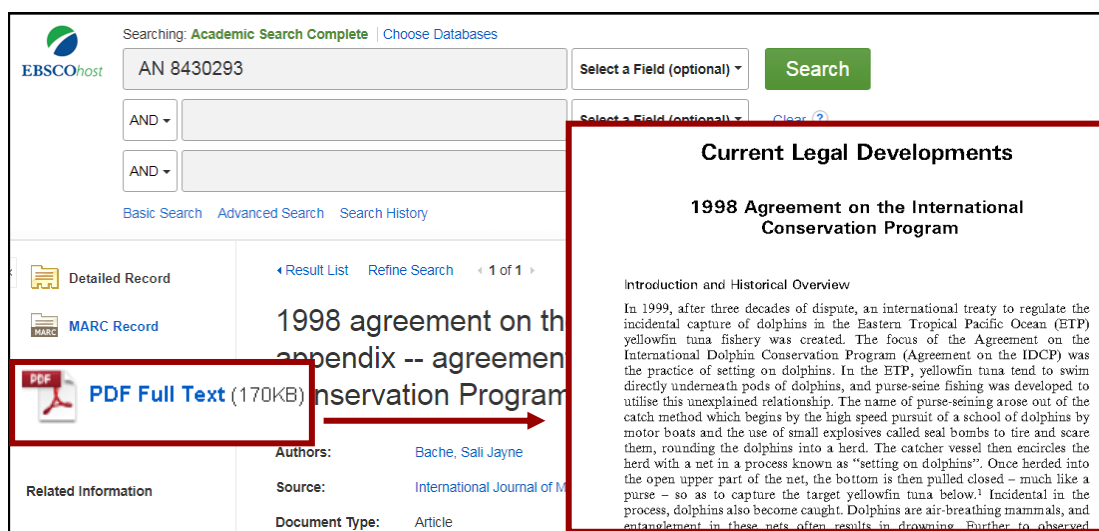 Searching: Academic Search Complete | Choose Databases
EBSCOhost
AN 8430293
Select a Field (optional)
Search
AND
Select a Field (optional)
Clear ?
AND
Basic Search Advanced Search Search History
Detailed Record
MARC
MARC Record
PDF
PDF Full Text (170KB)
Related Information
Result List Refine Search 1 of 1
1998 agreement on th
appendix -- agreement
nservation Program
Authors: Bache, Sali Jayne
Source: International Journal of M
Document Type: Article
Current Legal Developments
1998 Agreement on the International
Conservation Program
Introduction and Historical Overview
In 1999, after three decades of dispute, an international treaty to regulate the
incidental capture of dolphins in the Eastern Tropical Pacific Ocean (ETP)
yellowfin tuna fishery was created. The focus of the Agreement on the
International Dolphin Conservation Program (Agreement on the IDCP) was
the practice of setting on dolphins. In the ETP, yellowfin tuna tend to swim
directly underneath pods of dolphins, and purse-seine fishing was developed to
utilise this unexplained relationship. The name of purse-seining arose out of the
catch method which begins by the high speed pursuit of a school of dolphins by
motor boats and the use of small explosives called seal bombs to tire and scare
them, rounding the dolphins into a herd. The catcher vessel then encircles the
herd with a net in a process known as “setting on dolphins”. Once herded into
the open upper part of the net, the bottom is then pulled closed – much like a
purse – so as to capture the target yellowfin tuna below.¹ Incidental in the
process, dolphins also become caught. Dolphins are air-breathing mammals, and
entanglement in these nets often results in drowning. Further to observed